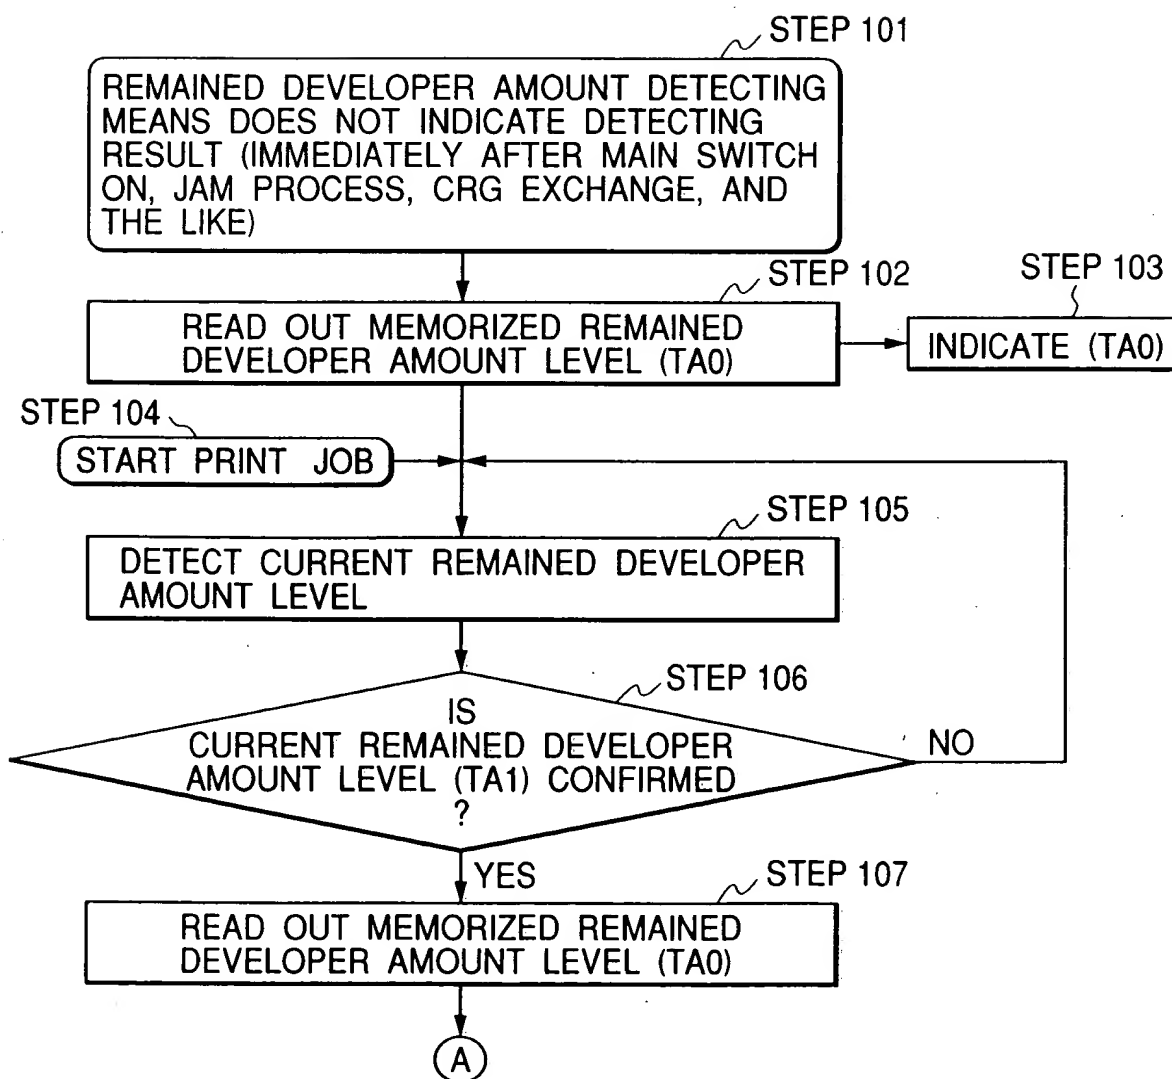 STEP 101
REMAINED DEVELOPER AMOUNT DETECTING
MEANS DOES NOT INDICATE DETECTING
RESULT (IMMEDIATELY AFTER MAIN SWITCH
ON, JAM PROCESS, CRG EXCHANGE, AND
THE LIKE)
STEP 102
READ OUT MEMORIZED REMAINED
DEVELOPER AMOUNT LEVEL (TA0)
STEP 103
INDICATE (TA0)
STEP 104
START PRINT JOB
STEP 105
DETECT CURRENT REMAINED DEVELOPER
AMOUNT LEVEL
STEP 106
IS
CURRENT REMAINED DEVELOPER
AMOUNT LEVEL (TA1) CONFIRMED
?
NO
YES
STEP 107
READ OUT MEMORIZED REMAINED
DEVELOPER AMOUNT LEVEL (TA0)
A